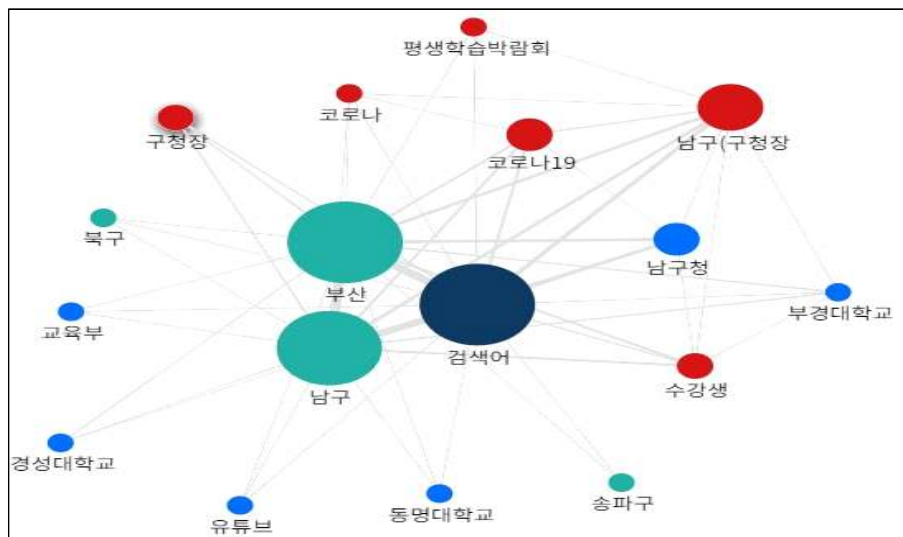 평생학습박람회
코로나
구청장
코로나19
남구(구청장
북구
남구청
부산
부경대학교
교육부
검색어
수강생
남구
경성대학교
송파구
동명대학교
유튜브